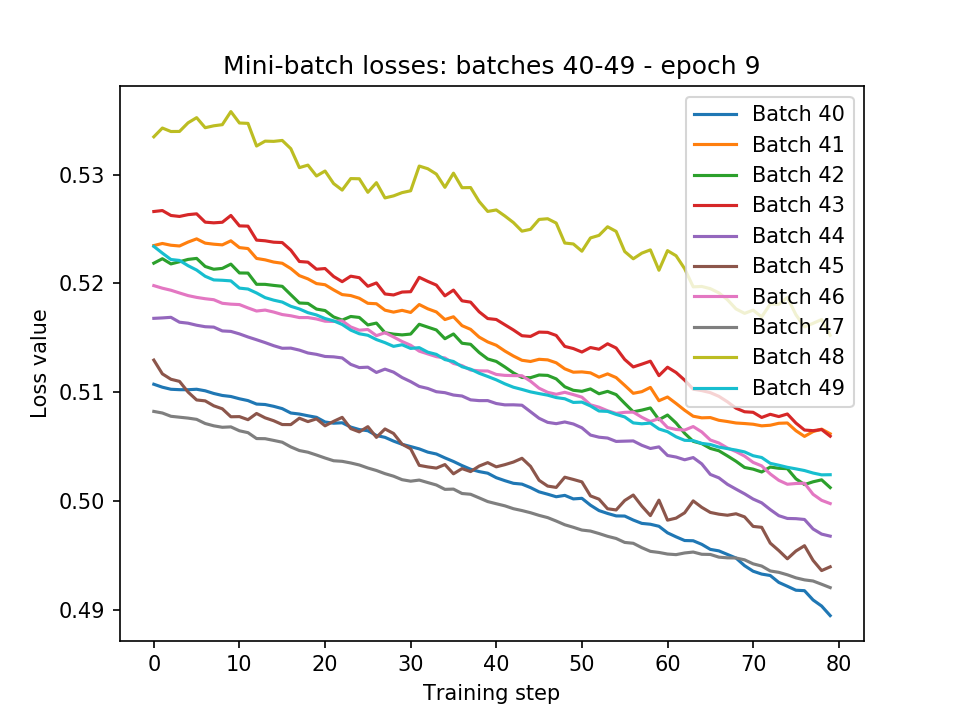 Mini-batch losses: batches 40-49 - epoch 9
Loss value
0.53
0.52
0.51
0.50
0.49
Batch 40
Batch 41
Batch 42
Batch 43
Batch 44
Batch 45
Batch 46
Batch 47
Batch 48
Batch 49
0 10 20 30 40 50 60 70 80
Training step